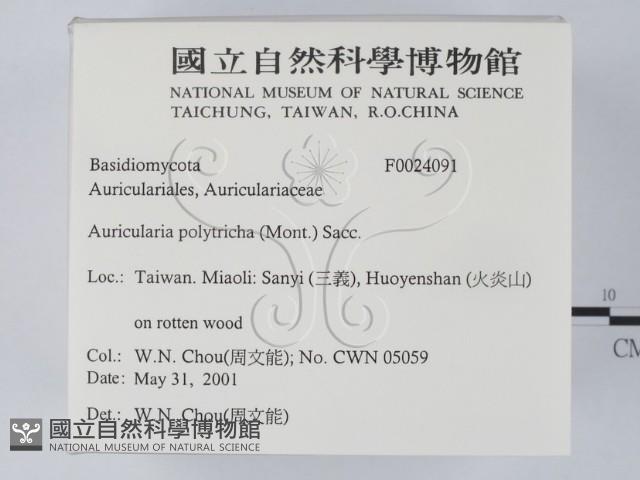 國立自然科學博物館
NATIONAL MUSEUM OF NATURAL SCIENCE
TAICHUNG, TAIWAN, R.O.CHINA
Basidiomycota F0024091
Auriculariales, Auriculariaceae
Auricularia polytricha (Mont.) Sacc.
Loc.: Taiwan. Miaoli: Sanyi (三義), Huoyenshan (火炎山)
on rotten wood
Col.: W.N. Chou(周文能); No. CWN 05059
Date: May 31, 2001
Det.: W.N. Chou(周文能)
10
CM
國立自然科學博物館
NATIONAL MUSEUM OF NATURAL SCIENCE